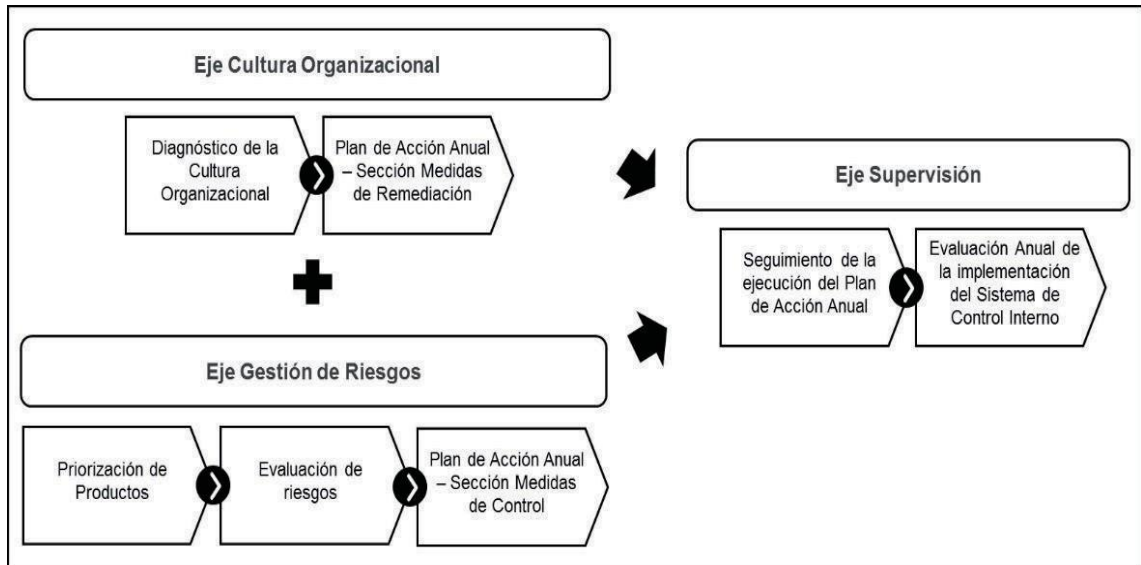 Eje Cultura Organizacional
Diagnóstico de la
Cultura
Organizacional
Plan de Acción Anual
– Sección Medidas
de Remediación
Eje Gestión de Riesgos
Priorización de
Productos
Evaluación de
riesgos
Plan de Acción Anual
– Sección Medidas
de Control
Eje Supervisión
Seguimiento de la
ejecución del Plan
de Acción Anual
Evaluación Anual de
la implementación
del Sistema de
Control Interno